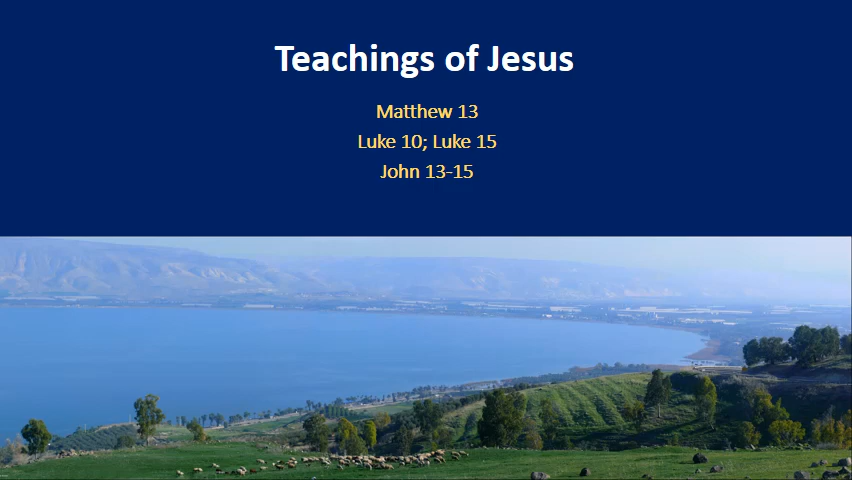 Teachings of Jesus
Matthew 13
Luke 10; Luke 15
John 13-15